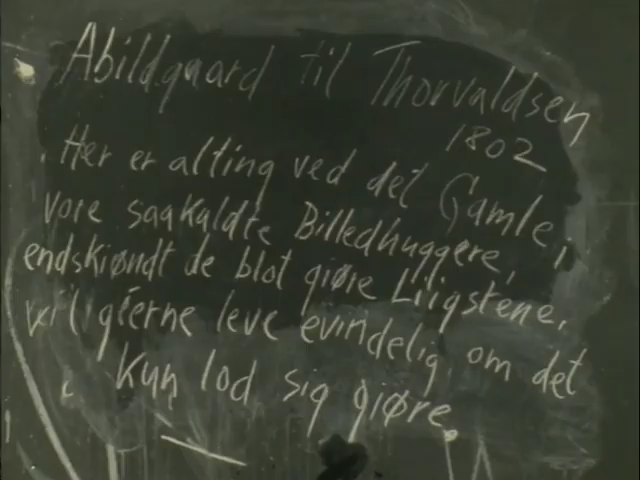 Abildgaard til Thorvaldsen
1802
Her er alting ved det Gamle,
vore saakaldte Billedhuggere,
endskiøndt de blot giøre Liigstene,
vil gierne leve evindelig, om det
kun lod sig giøre.